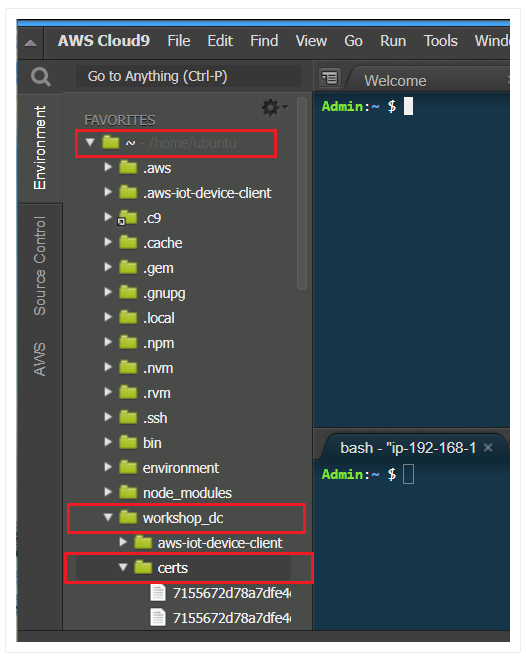 AWS Cloud9 File Edit Find View Go Run Tools Wind
Go to Anything (Ctrl-P)
Welcome
Environment
Source Control
AWS
FAVORITES
~ - /home/ubuntu
.aws
.aws-iot-device-client
.c9
.cache
.gem
.gnupg
.local
.npm
.nvm
.rvm
.ssh
bin
environment
node_modules
workshop_dc
aws-iot-device-client
certs
7155672d78a7dfe4
7155672d78a7dfe4
Admin:~ $
bash - "ip-192-168-1 ×
Admin:~ $